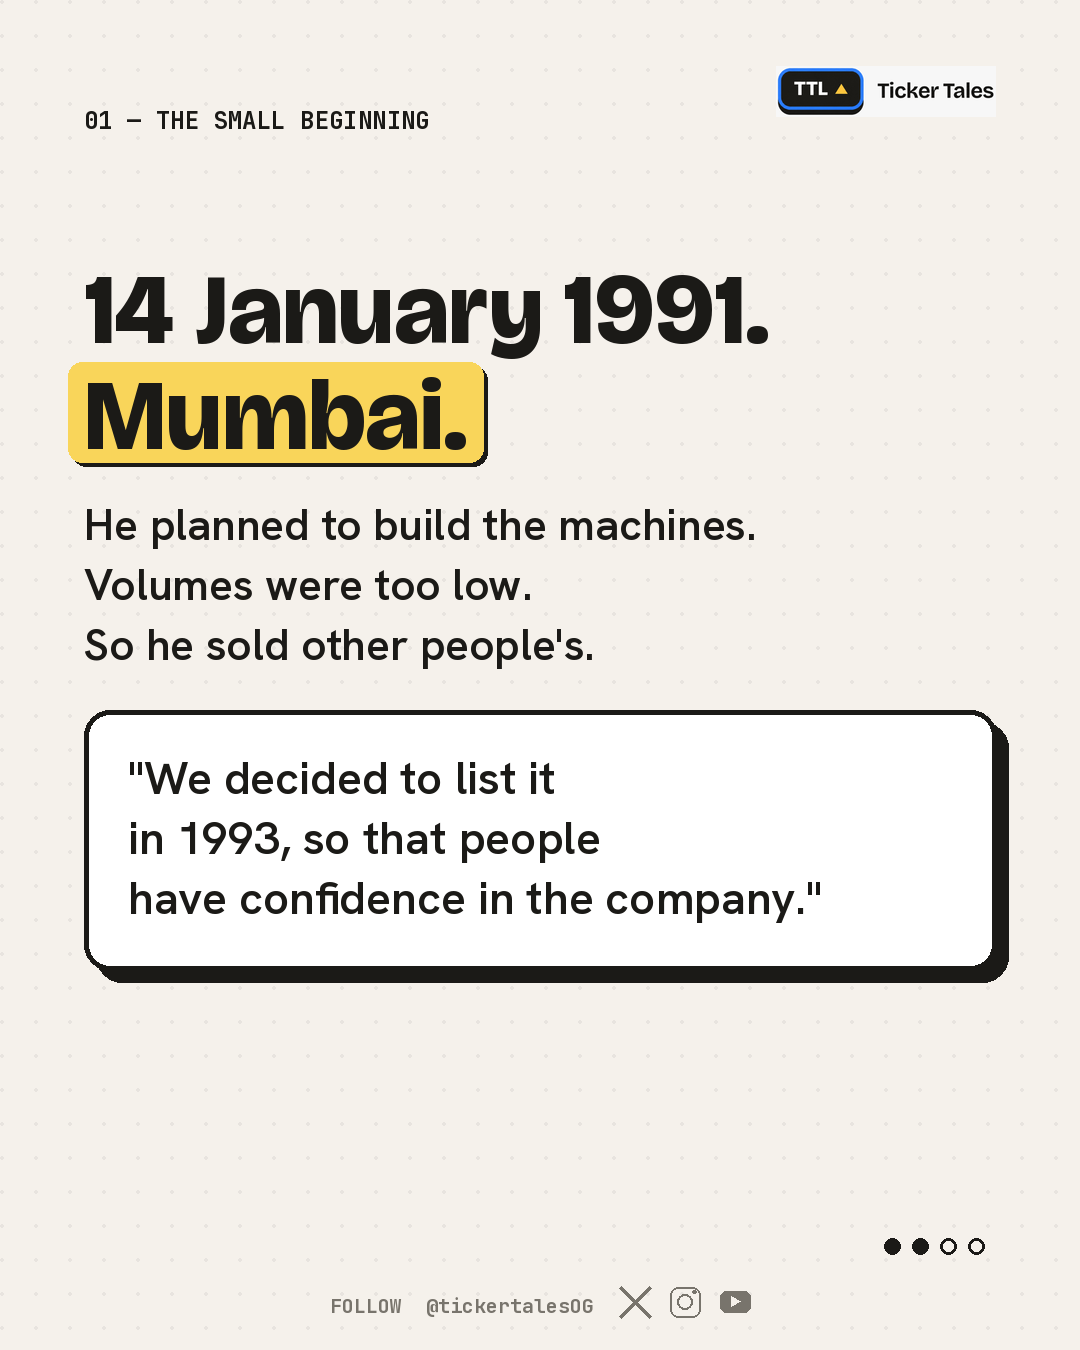 01 — THE SMALL BEGINNING
TTL
Ticker Tales
14 January 1991.
Mumbai.
He planned to build the machines.
Volumes were too low.
So he sold other people's.
"We decided to list it
in 1993, so that people
have confidence in the company."
FOLLOW @tickertalesOG